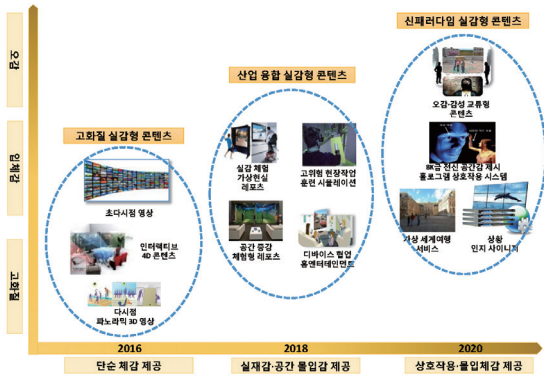 신패러다임 실감형 콘텐츠
오감
산업 융합 실감형 콘텐츠
오감·감성 교류형
콘텐츠
고화질 실감형 콘텐츠
입체감
실감 체험
가상현실
레포츠
고위험 현장작업
훈련 시뮬레이션
전신 공간감 제시
홀로그램 상호작용 시스템
초다시점 영상
인터랙티브
4D 콘텐츠
공간 증강
체험형 레포츠
디바이스 협업
홈엔터테인먼트
가상 세계여행
서비스
상황
인지 사이니지
고화질
다시점
파노라믹 3D 영상
2016
2018
2020
단순 체감 제공
실재감·공간 몰입감 제공
상호작용·몰입체감 제공